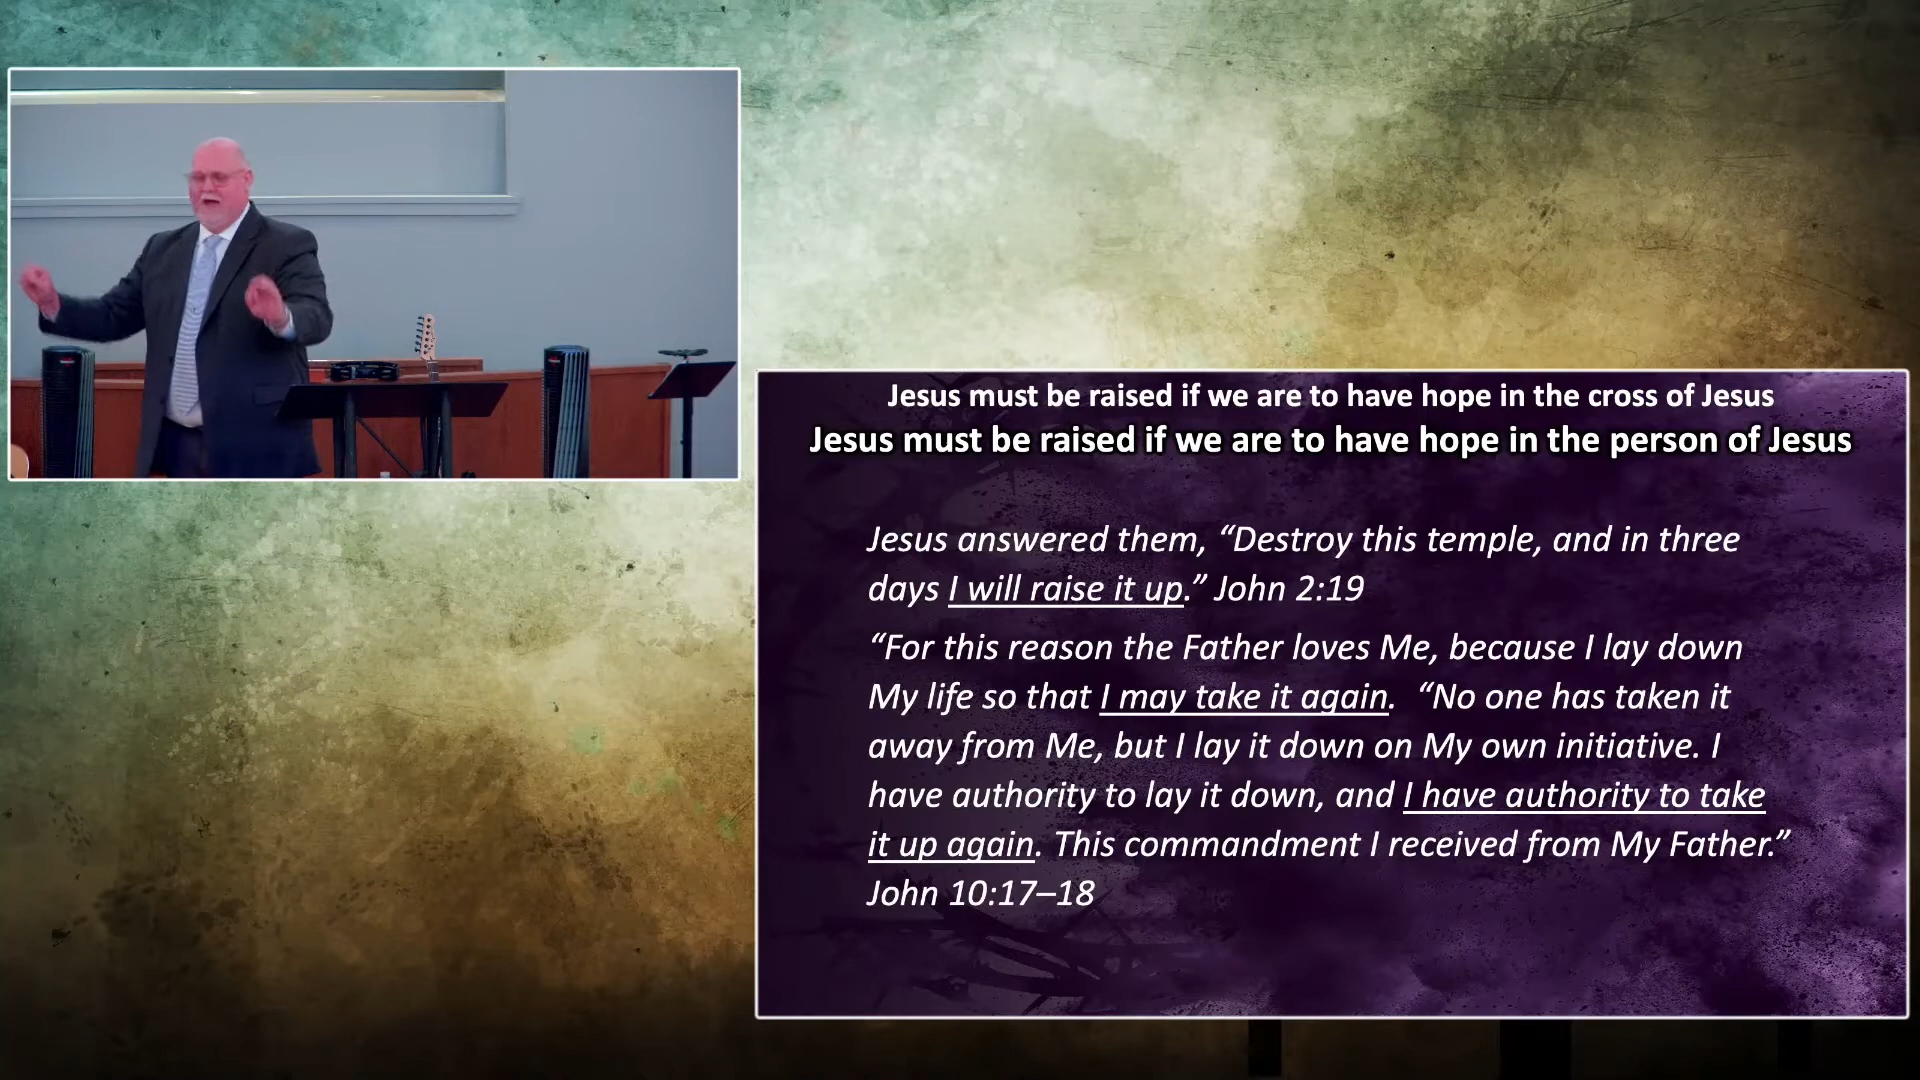 Jesus must be raised if we are to have hope in the cross of Jesus
Jesus must be raised if we are to have hope in the person of Jesus
Jesus answered them, “Destroy this temple, and in three
days I will raise it up.” John 2:19
“For this reason the Father loves Me, because I lay down
My life so that I may take it again.  “No one has taken it
away from Me, but I lay it down on My own initiative. I
have authority to lay it down, and I have authority to take
it up again. This commandment I received from My Father.”
John 10:17–18